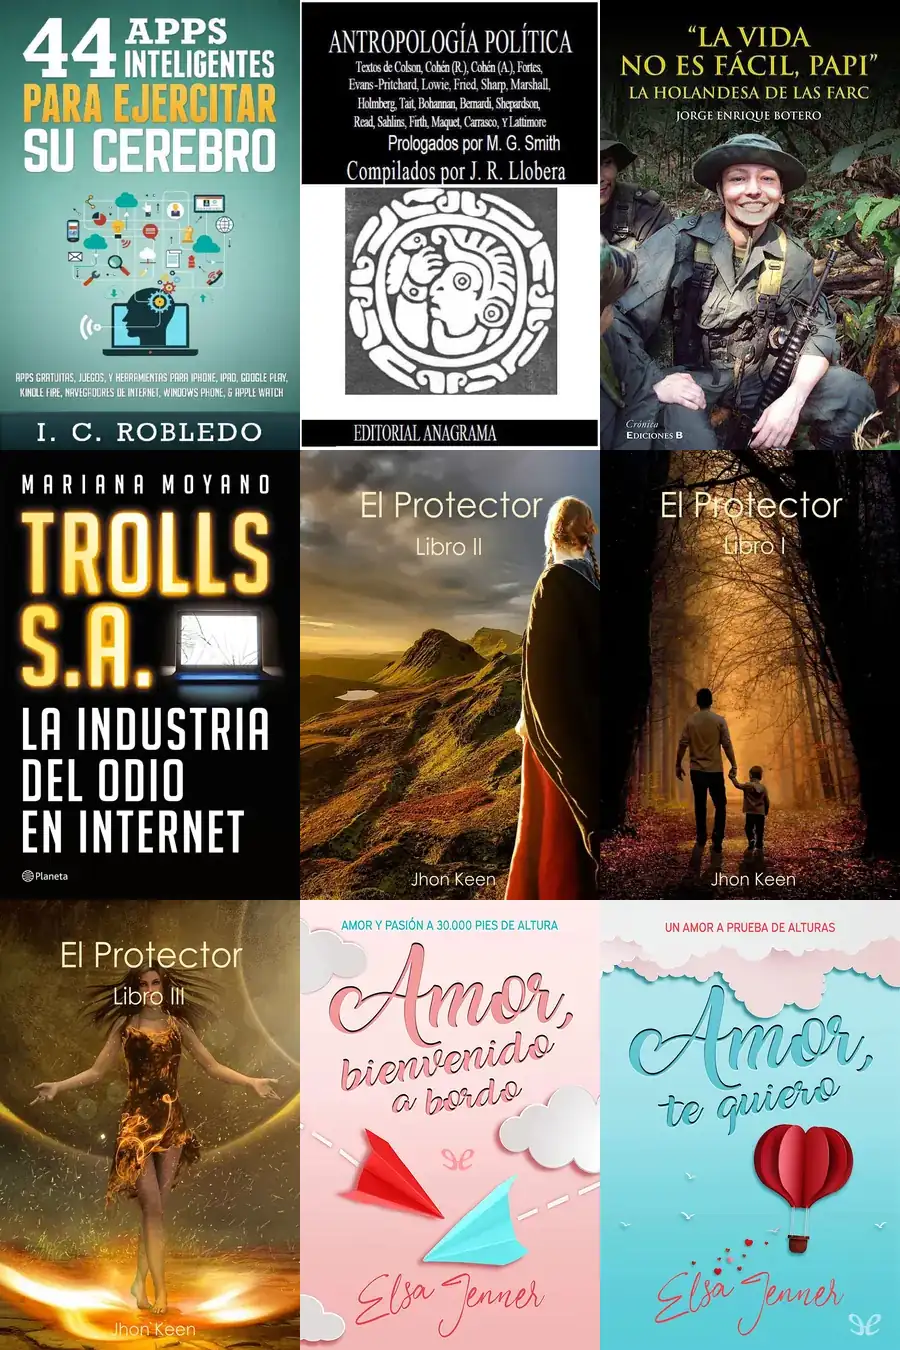 44 APPS
INTELIGENTES
PARA EJERCITAR
SU CEREBRO
APPS GRATUITAS, JUEGOS, Y HERRAMIENTAS PARA IPHONE, IPAD, GOOGLE PLAY,
KINDLE FIRE, NAVEGADORES DE INTERNET, WINDOWS PHONE, & APPLE WATCH
I. C. ROBLEDO
ANTROPOLOGÍA POLÍTICA
Textos de Colson, Cohén (R.), Cohén (A.), Fortes,
Evans-Pritchard, Lowie, Fried, Sharp, Marshall,
Holmberg, Tait, Bohannan, Bernardi, Shepardson,
Read, Sahlins, Firth, Maquet, Carrasco, Y Lattimore
Prologados por M. G. Smith
Compilados por J. R. Llobera
EDITORIAL ANAGRAMA
“LA VIDA
NO ES FÁCIL, PAPI”
LA HOLANDESA DE LAS FARC
JORGE ENRIQUE BOTERO
Crónica
EDICIONES B
MARIANA MOYANO
TROLLS
S.A.
LA INDUSTRIA
DEL ODIO
EN INTERNET
Planeta
El Protector
Libro II
Jhon Keen
El Protector
Libro I
Jhon Keen
El Protector
Libro III
Jhon Keen
AMOR Y PASIÓN A 30.000 PIES DE ALTURA
Amor,
bienvenido
a bordo
Elsa Jenner
UN AMOR A PRUEBA DE ALTURAS
Amor,
te quiero
Elsa Jenner